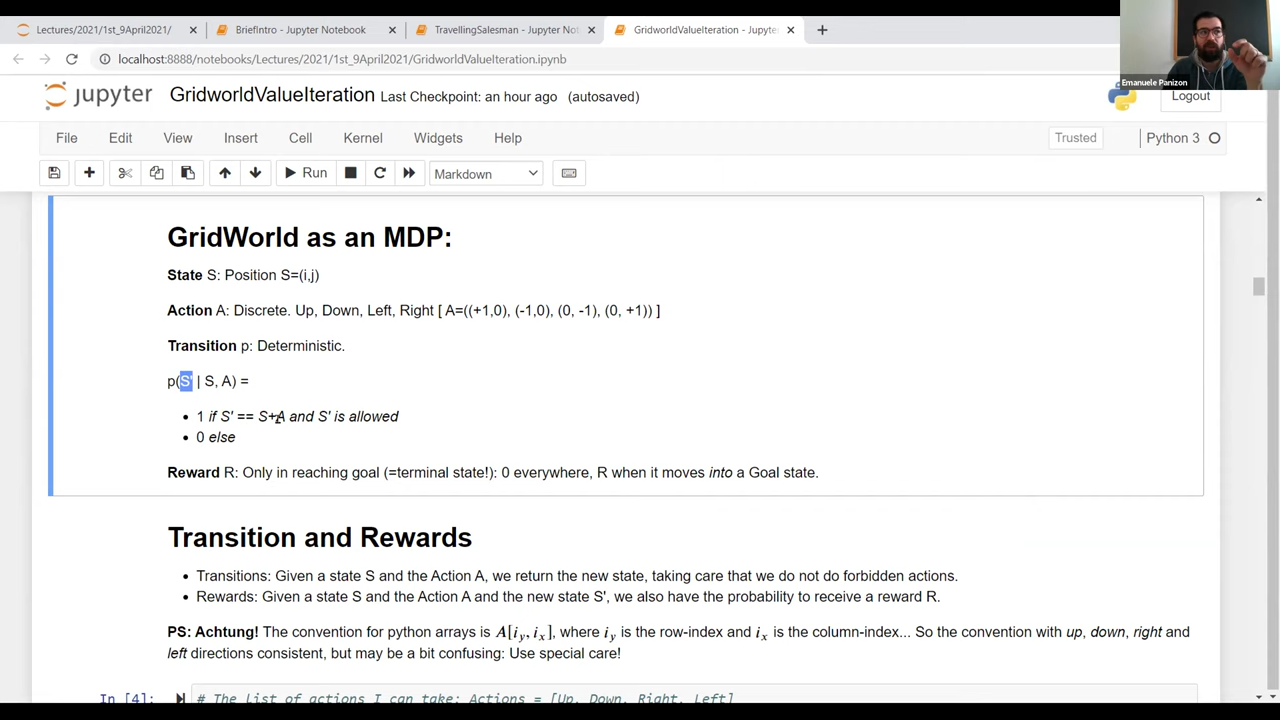 Lectures/2021/1st_9April2021/
BriefIntro - Jupyter Notebook
TravellingSalesman - Jupyter Not
GridworldValueIteration - Jupyte
localhost:8888/notebooks/Lectures/2021/1st_9April2021/GridworldValueIteration.ipynb
Emanuele Panizon
jupyter GridworldValueIteration Last Checkpoint: an hour ago (autosaved)
Logout
File Edit View Insert Cell Kernel Widgets Help
Trusted Python 3
Run Markdown
GridWorld as an MDP:
State S: Position S=(i,j)
Action A: Discrete. Up, Down, Left, Right [ A=((+1,0), (-1,0), (0, -1), (0, +1)) ]
Transition p: Deterministic.
p(S' | S, A) =
• 1 if S' == S+A and S' is allowed
• 0 else
Reward R: Only in reaching goal (=terminal state!): 0 everywhere, R when it moves into a Goal state.
Transition and Rewards
• Transitions: Given a state S and the Action A, we return the new state, taking care that we do not do forbidden actions.
• Rewards: Given a state S and the Action A and the new state S', we also have the probability to receive a reward R.
PS: Achtung! The convention for python arrays is A[i_y, i_x], where i_y is the row-index and i_x is the column-index... So the convention with up, down, right and
left directions consistent, but may be a bit confusing: Use special care!
In [4]: # The list of actions I can take: Actions = [Up, Down, Right, Left]